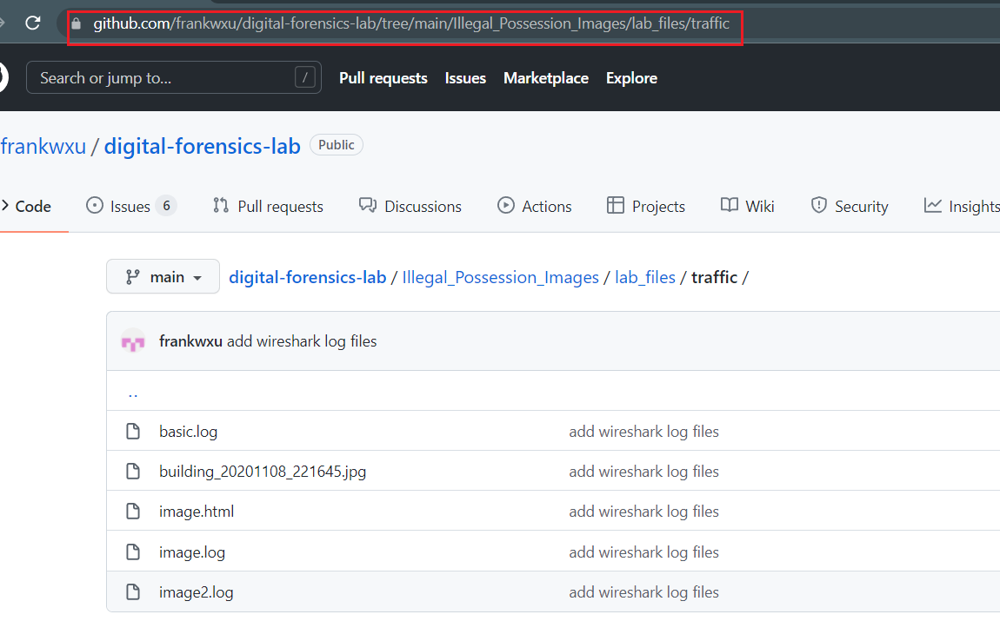 github.com/frankwxu/digital-forensics-lab/tree/main/Illegal_Possession_Images/lab_files/traffic
Search or jump to... / Pull requests Issues Marketplace Explore
frankwxu / digital-forensics-lab Public
Code Issues 6 Pull requests Discussions Actions Projects Wiki Security Insights
main digital-forensics-lab / Illegal_Possession_Images / lab_files / traffic /
frankwxu add wireshark log files
..
basic.log add wireshark log files
building_20201108_221645.jpg add wireshark log files
image.html add wireshark log files
image.log add wireshark log files
image2.log add wireshark log files